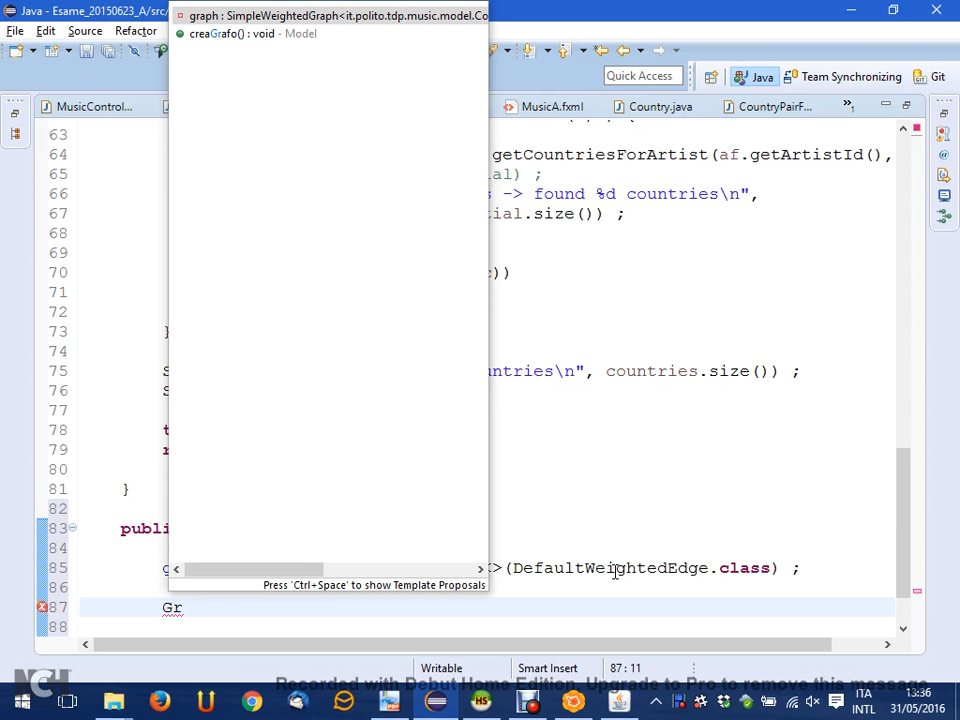 Java - Esame_20150623_A/src/
File Edit Source Refactor
graph : SimpleWeightedGraph<it.polito.tdp.music.model.Co
creaGrafo() : void - Model
Quick Access
Java
Team Synchronizing
Git
MusicControl...
MusicA.fxml
Country.java
CountryPairF...
»1
63
64 getCountriesForArtist(af.getArtistId(),
65 ial) ;
66 s -> found %d countries\n",
67 tial.size()) ;
68
69
70 c))
71
72
73 }
74
75 S untries\n", countries.size()) ;
76 S
77
78 t
79 r
80
81 }
82
83 publi
84
85 g <>(DefaultWeightedEdge.class) ;
86
87 Gr
88
Press 'Ctrl+Space' to show Template Proposals
Writable
Smart Insert
87 : 11
NCH
Recorded with Debut Home Edition. Upgrade to Pro to remove this message
HS
ITA
INTL
13:36
31/05/2016